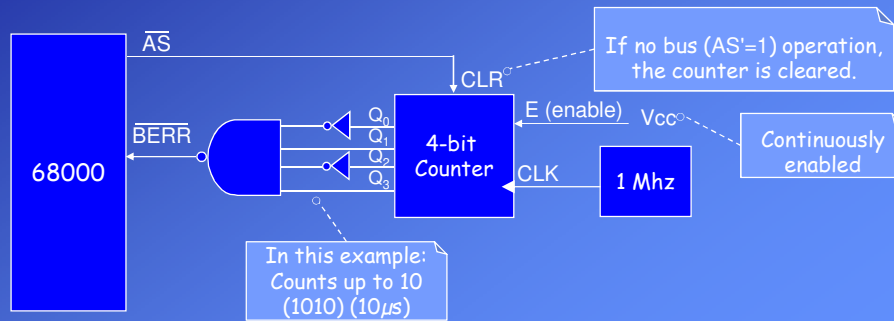 AS
If no bus (AS'=1) operation,
the counter is cleared.
CLR
E (enable)
Vcc
Continuously
enabled
68000
BERR
Q0
Q1
Q2
Q3
4-bit
Counter
CLK
1 Mhz
In this example:
Counts up to 10
(1010) (10μs)